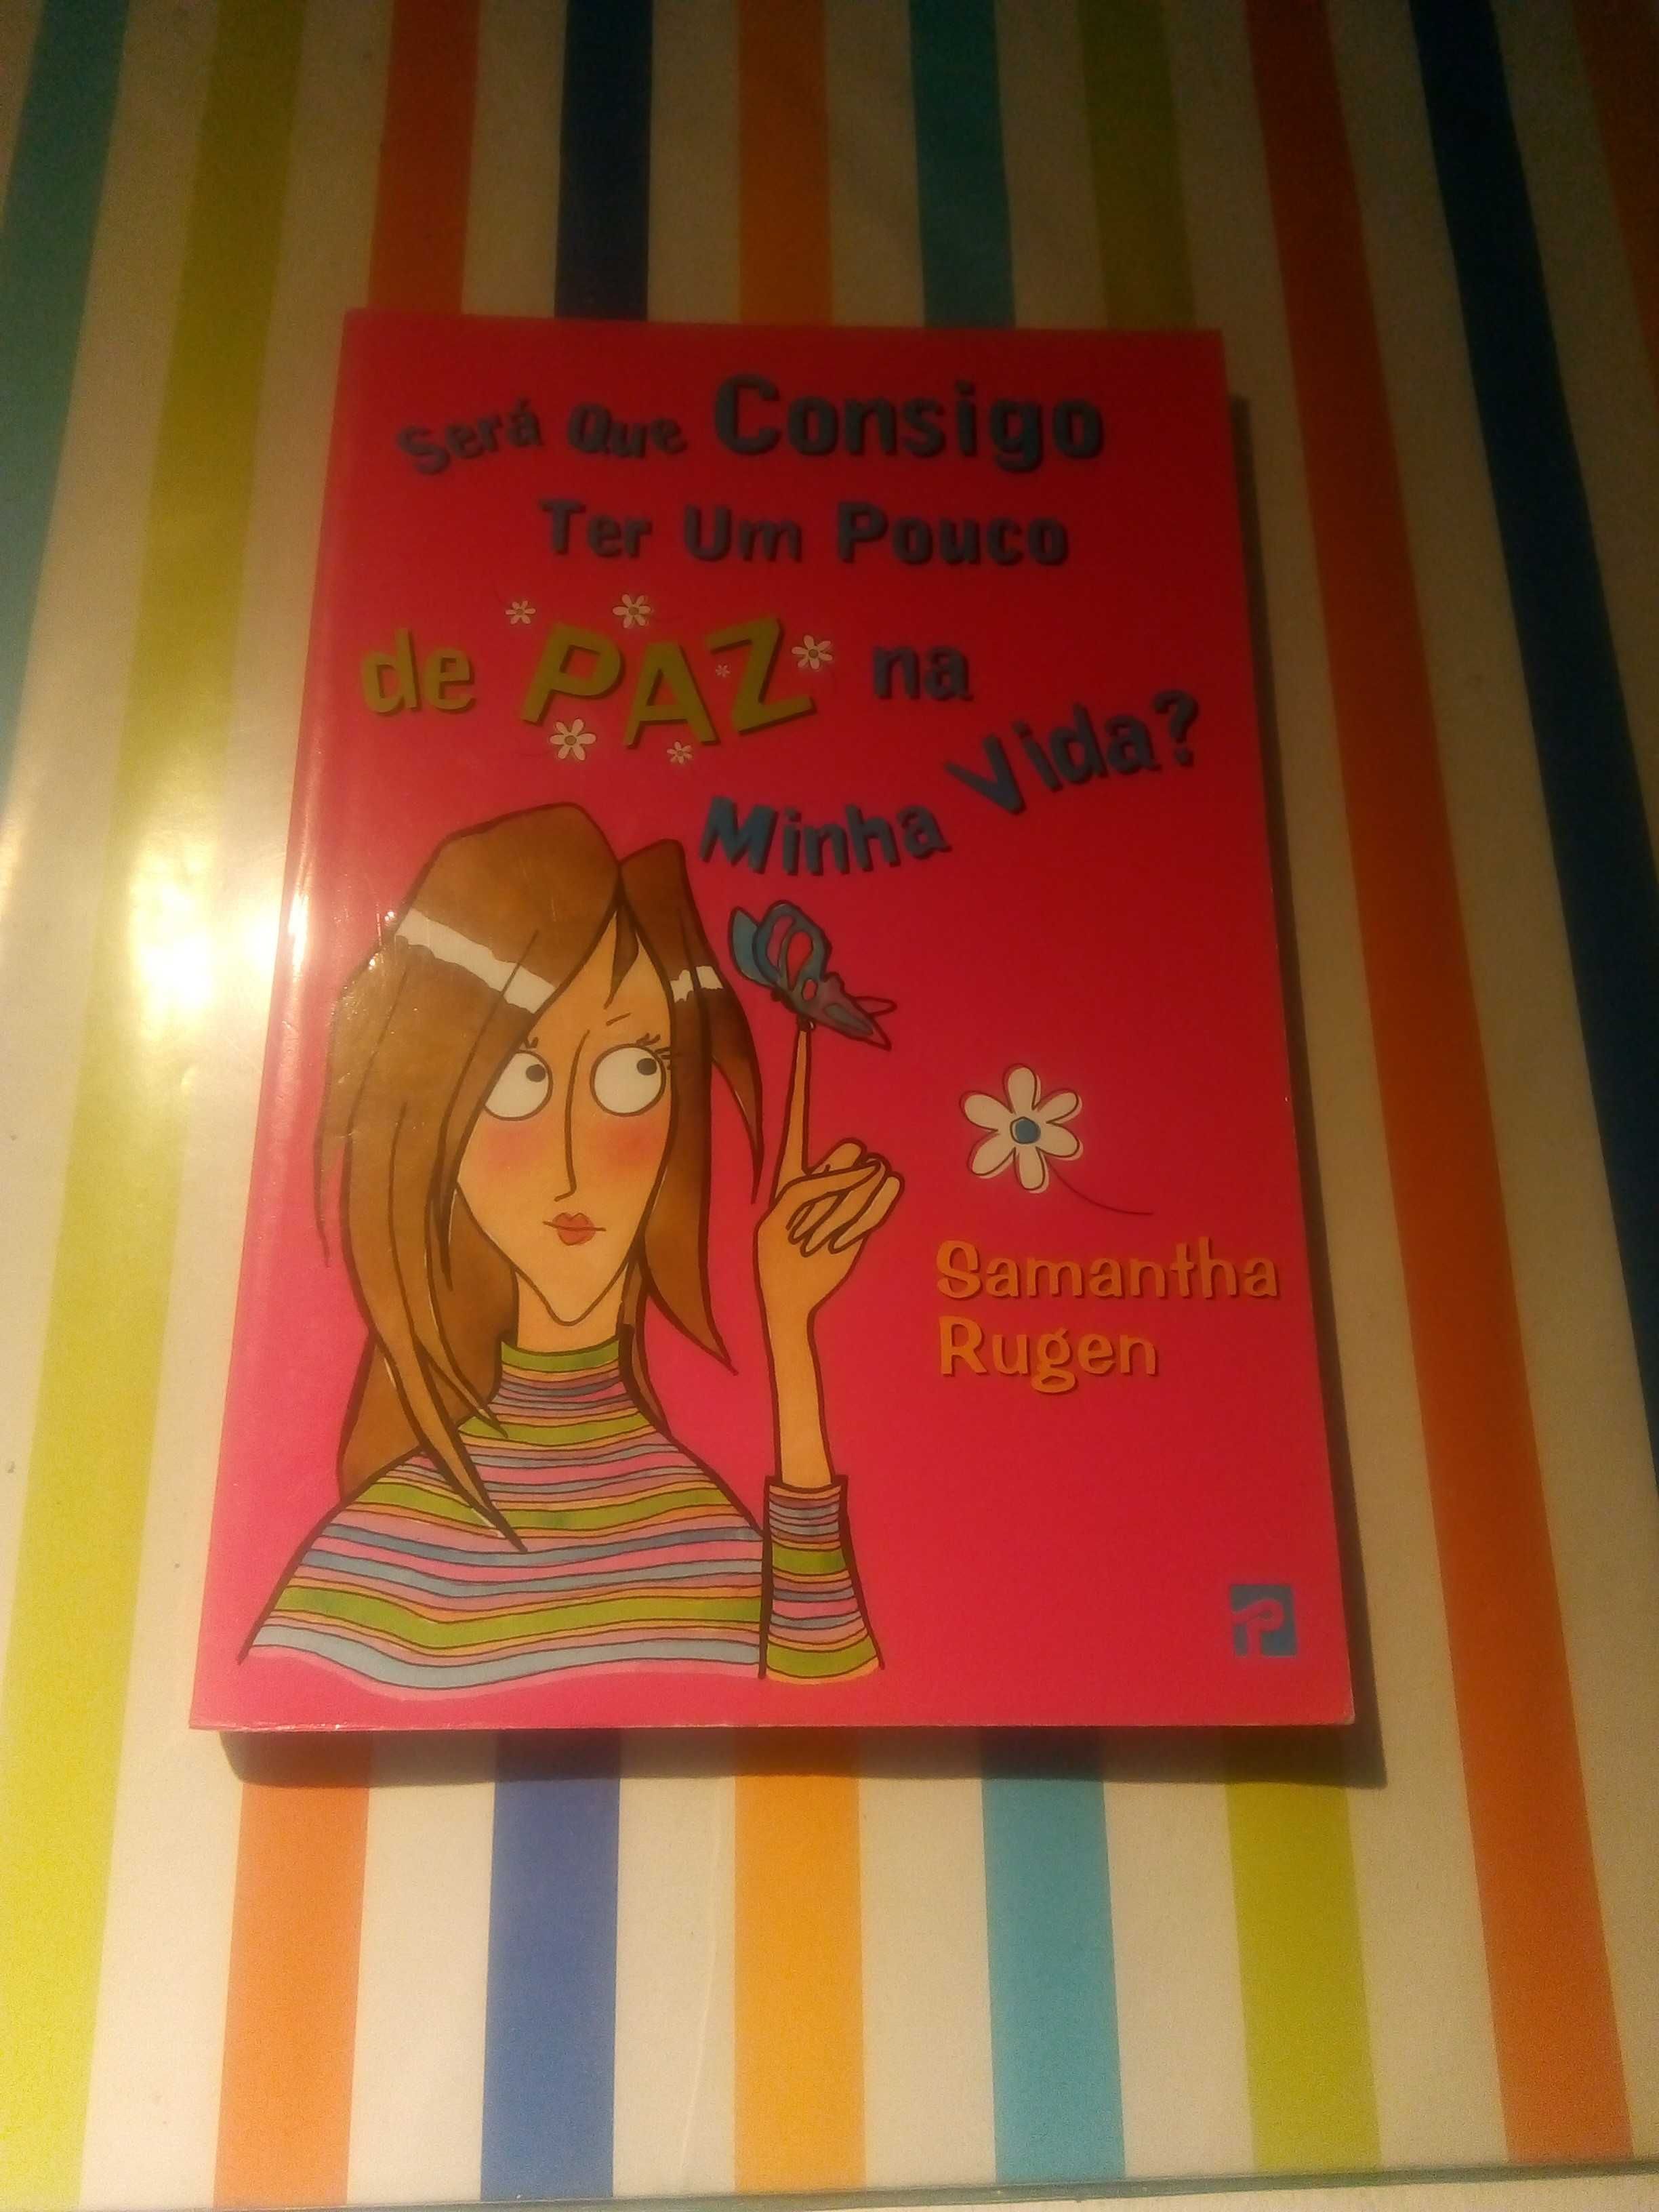 Será Que Consigo
Ter Um Pouco
de PAZ na
Minha Vida?
Samantha
Rugen
P